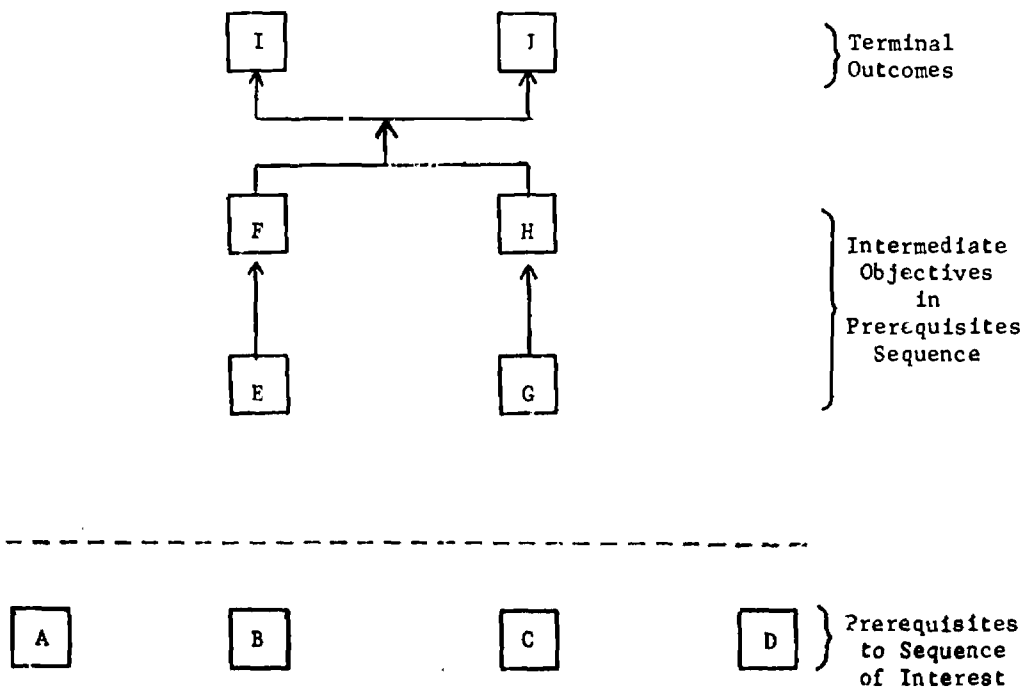 I
J
Terminal
Outcomes
F
H
Intermediate
Objectives
in
Prerequisites
Sequence
E
G
A
B
C
D
Prerequisites
to Sequence
of Interest